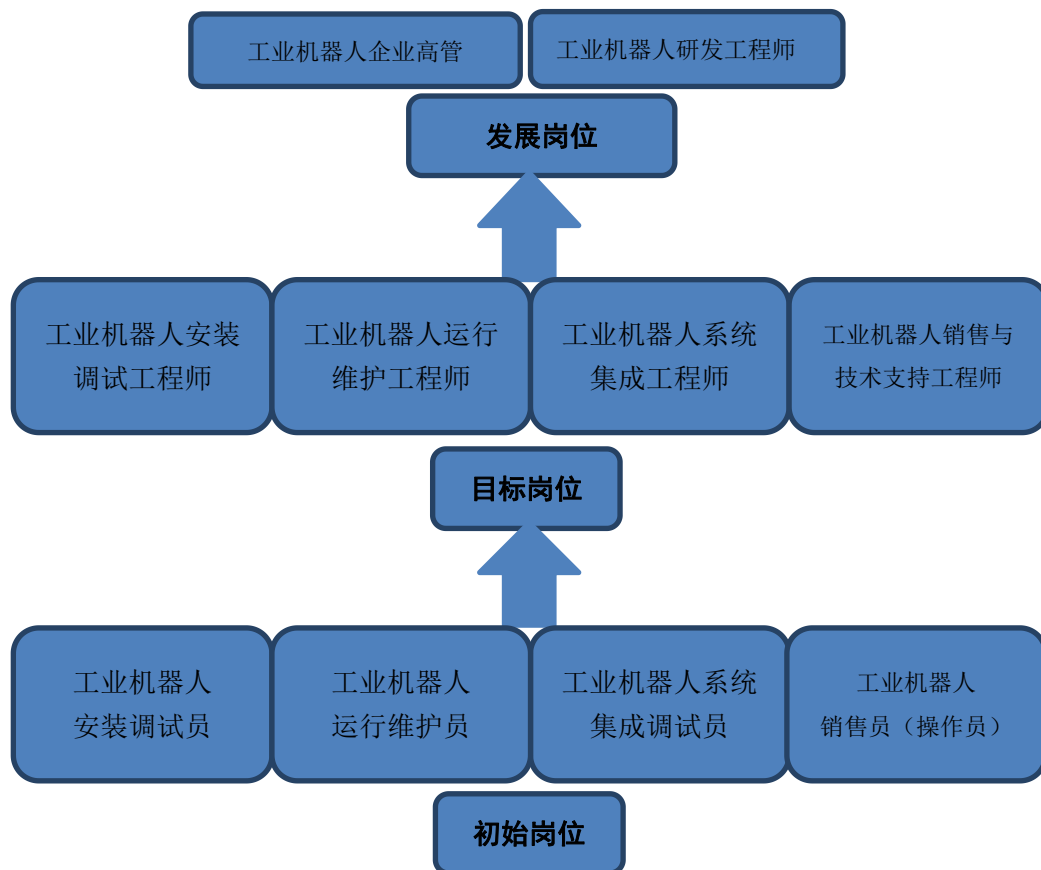 工业机器人企业高管
工业机器人研发工程师
发展岗位
工业机器人安装
调试工程师
工业机器人运行
维护工程师
工业机器人系统
集成工程师
工业机器人销售与
技术支持工程师
目标岗位
工业机器人
安装调试员
工业机器人
运行维护员
工业机器人系统
集成调试员
工业机器人
销售员（操作员）
初始岗位